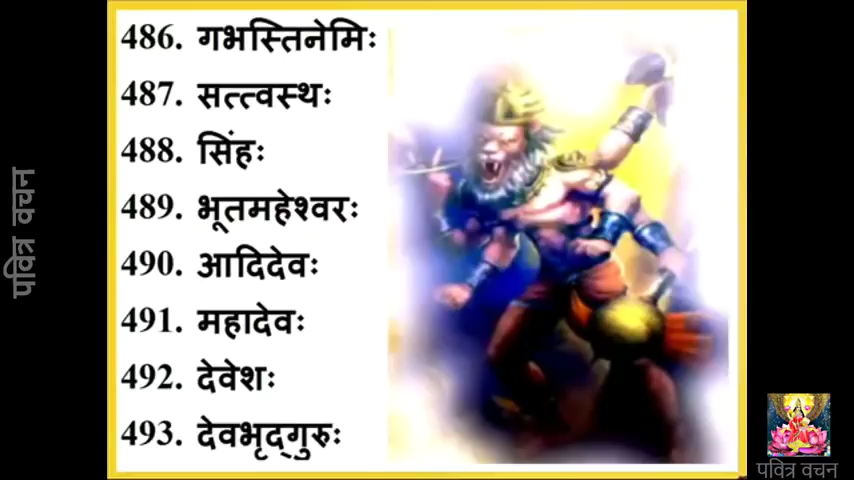 486. गभस्तिनेमिः
487. सत्त्वस्थः
488. सिंहः
489. भूतमहेश्वरः
490. आदिदेवः
491. महादेवः
492. देवेशः
493. देवभृद्गुरुः
पवित्र वचन
पवित्र वचन